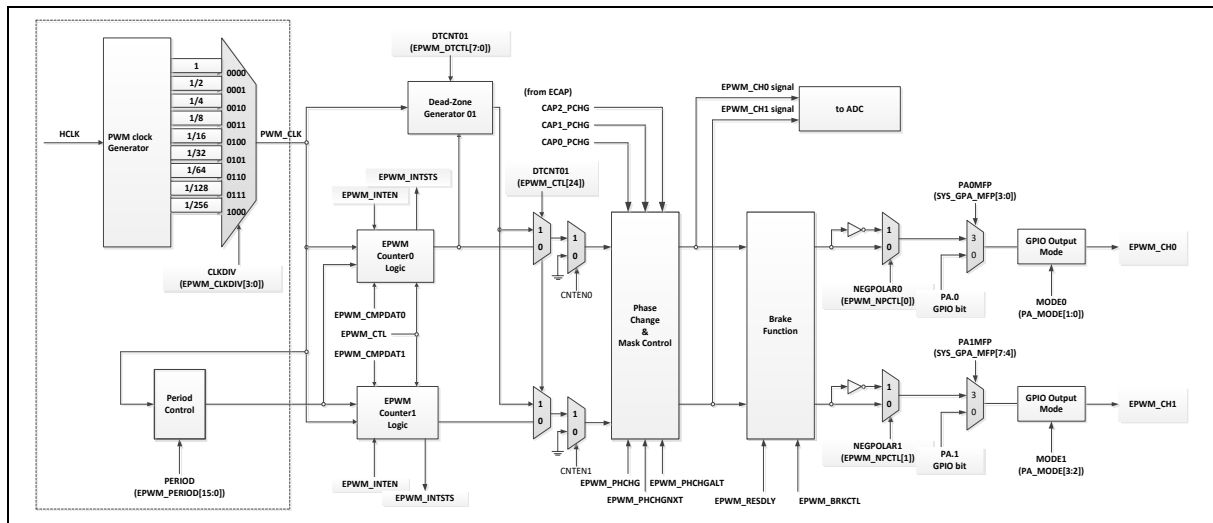 HCLK
PWM clock
Generator
1
1/2
1/4
1/8
1/16
1/32
1/64
1/128
1/256
0000
0001
0010
0011
0100
0101
0110
0111
1000
PWM_CLK
CLKDIV
(EPWM_CLKDIV[3:0])
Period
Control
PERIOD
(EPWM_PERIOD[15:0])
DTCNT01
(EPWM_DTCTL[7:0])
Dead-Zone
Generator 01
EPWM_INTSTS
EPWM_INTEN
EPWM
Counter0
Logic
EPWM_CMPDAT0
EPWM_CTL
EPWM_CMPDAT1
EPWM
Counter1
Logic
EPWM_INTEN
EPWM_INTSTS
DTCNT01
(EPWM_CTL[24])
1
0
1
0
CNTEN0
1
0
1
0
CNTEN1
(from ECAP)
CAP2_PCHG
CAP1_PCHG
CAP0_PCHG
Phase
Change
&
Mask Control
EPWM_PHCHG
EPWM_PHCHGNXT
EPWM_PHCHGALT
EPWM_CH0 signal
EPWM_CH1 signal
to ADC
Brake
Function
EPWM_RESDLY
EPWM_BRKCTL
1
0
NEGPOLAR0
(EPWM_NPCTL[0])
PA0MFP
(SYS_GPA_MFP[3:0])
3
0
PA.0
GPIO bit
GPIO Output
Mode
MODE0
(PA_MODE[1:0])
EPWM_CH0
1
0
NEGPOLAR1
(EPWM_NPCTL[1])
PA1MFP
(SYS_GPA_MFP[7:4])
3
0
PA.1
GPIO bit
GPIO Output
Mode
MODE1
(PA_MODE[3:2])
EPWM_CH1